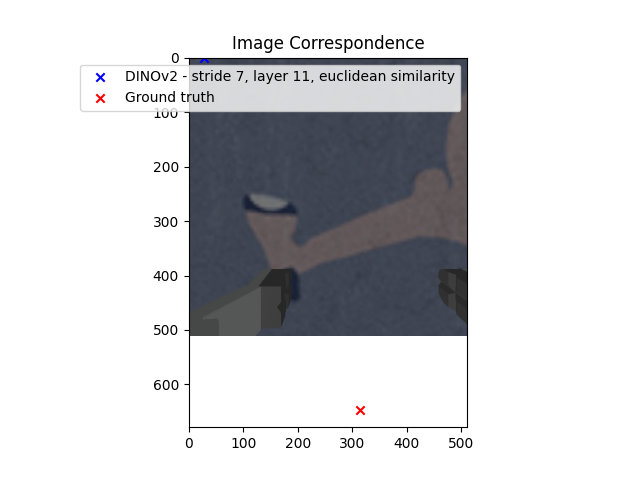 Image Correspondence
DINOv2 - stride 7, layer 11, euclidean similarity
Ground truth
0
100
200
300
400
500
600
0 100 200 300 400 500